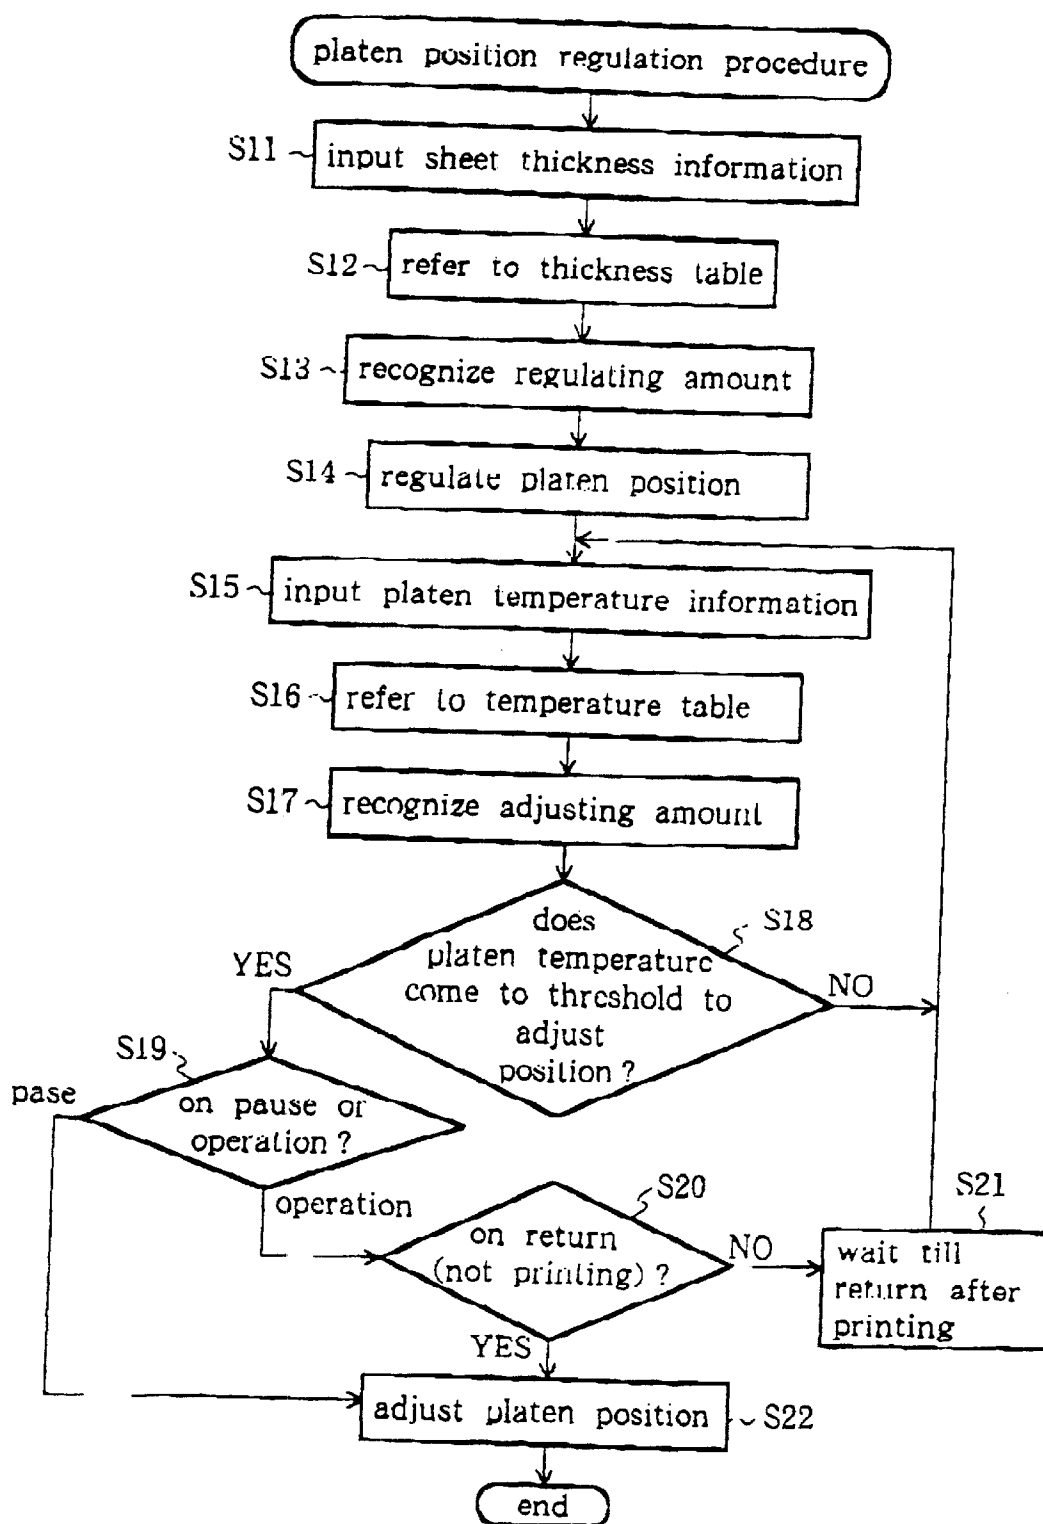 platen position regulation procedure
S11
input sheet thickness information
S12
refer to thickness table
S13
recognize regulating amount
S14
regulate platen position
S15
input platen temperature information
S16
refer to temperature table
S17
recognize adjusting amount
S18
does
platen temperature
come to threshold to
adjust
position ?
YES
NO
S19
on pause or
operation ?
pase
operation
S20
on return
(not printing) ?
NO
YES
S21
wait till
return after
printing
adjust platen position
S22
end